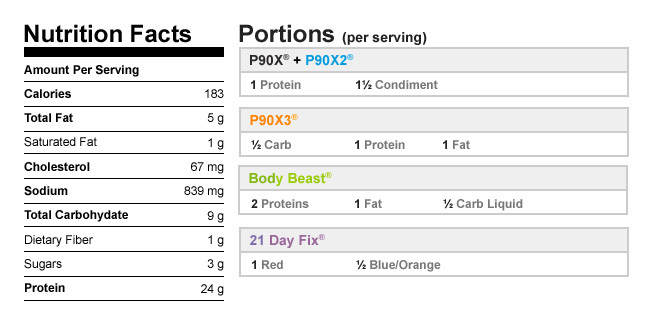 Nutrition Facts
Amount Per Serving
Calories 183
Total Fat 5 g
Saturated Fat 1 g
Cholesterol 67 mg
Sodium 839 mg
Total Carbohydate 9 g
Dietary Fiber 1 g
Sugars 3 g
Protein 24 g
Portions (per serving)
P90X® + P90X2®
1 Protein 1½ Condiment
P90X3®
½ Carb 1 Protein 1 Fat
Body Beast®
2 Proteins 1 Fat ½ Carb Liquid
21 Day Fix®
1 Red ½ Blue/Orange